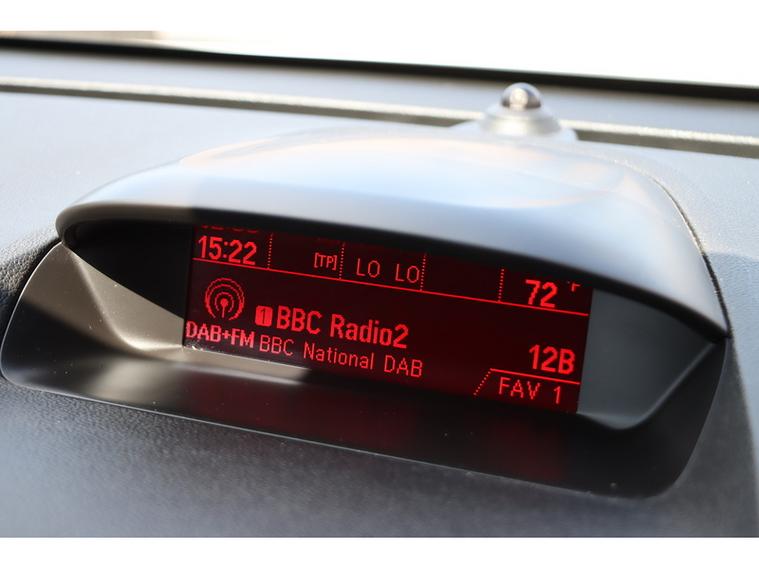 15:22 [TP] LO LO 72 °F
1 BBC Radio2
DAB+FM BBC National DAB 12B
FAV 1